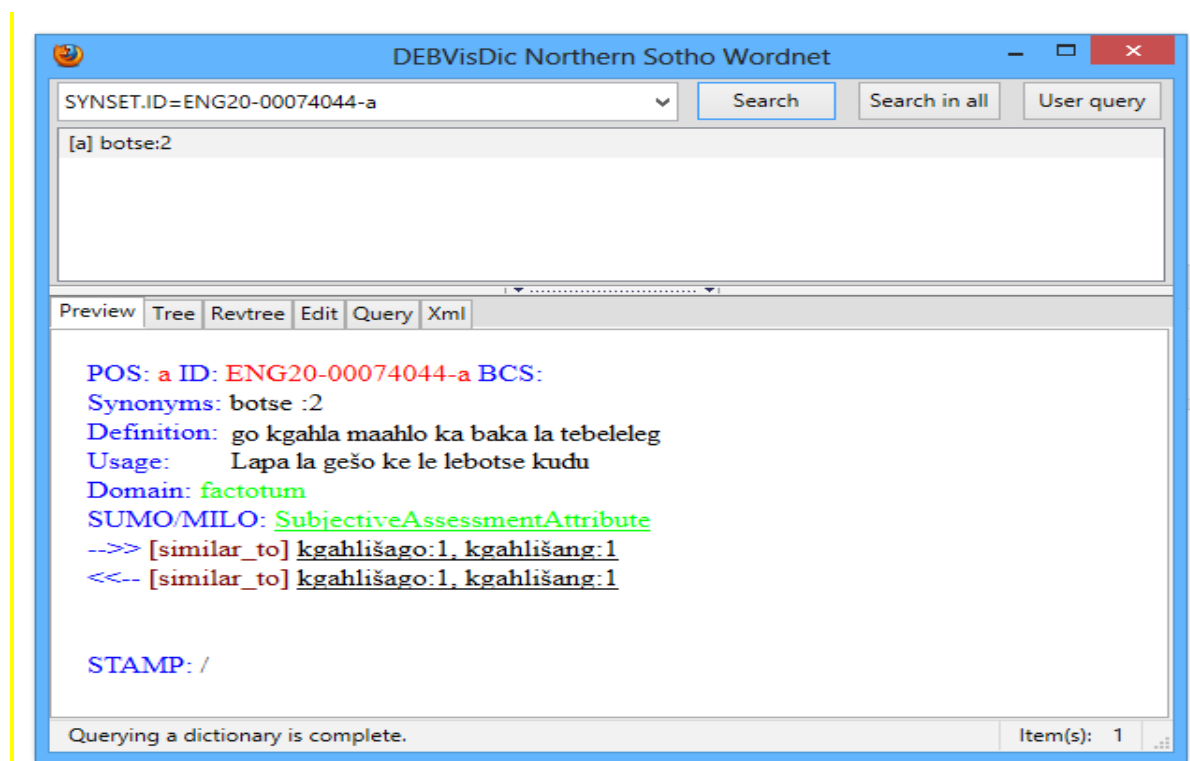 DEBVisDic Northern Sotho Wordnet
SYNSET.ID=ENG20-00074044-a Search Search in all User query
[a] botse:2
Preview Tree Revtree Edit Query Xml
POS: a ID: ENG20-00074044-a BCS:
Synonyms: botse :2
Definition: go kgahla maahlo ka baka la tebeleleg
Usage: Lapa la gešo ke le lebotse kudu
Domain: factotum
SUMO/MILO: SubjectiveAssessmentAttribute
-->> [similar_to] kgahlišago:1, kgahlišang:1
<<-- [similar_to] kgahlišago:1, kgahlišang:1
STAMP: /
Querying a dictionary is complete. Item(s): 1